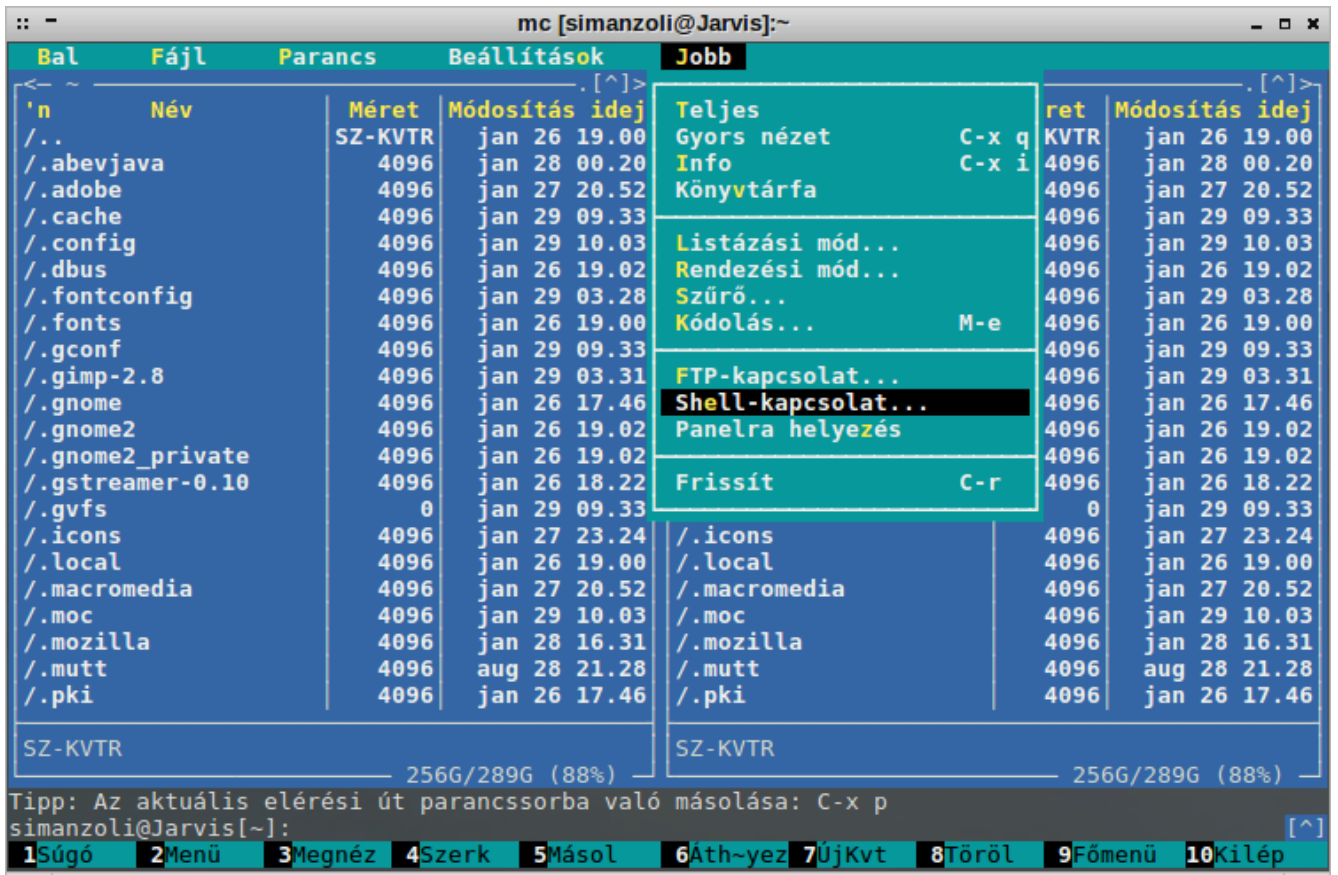 mc [simanzoli@Jarvis]:~
Bal Fájl Parancs Beállítások Jobb
<— ~ .[^]> .[^]>
'n Név Méret Módosítás idej Teljes ret Módosítás idej
/.. SZ-KVTR jan 26 19.00 Gyors nézet C-x q KVTR jan 26 19.00
/.abevjava 4096 jan 28 00.20 Info C-x i 4096 jan 28 00.20
/.adobe 4096 jan 27 20.52 Könyvtárfa 4096 jan 27 20.52
/.cache 4096 jan 29 09.33 4096 jan 29 09.33
/.config 4096 jan 29 10.03 Listázási mód... 4096 jan 29 10.03
/.dbus 4096 jan 26 19.02 Rendezési mód... 4096 jan 26 19.02
/.fontconfig 4096 jan 29 03.28 Szűrő... 4096 jan 29 03.28
/.fonts 4096 jan 26 19.00 Kódolás... M-e 4096 jan 26 19.00
/.gconf 4096 jan 29 09.33 4096 jan 29 09.33
/.gimp-2.8 4096 jan 29 03.31 FTP-kapcsolat... 4096 jan 29 03.31
/.gnome 4096 jan 26 17.46 Shell-kapcsolat... 4096 jan 26 17.46
/.gnome2 4096 jan 26 19.02 Panelra helyezés 4096 jan 26 19.02
/.gnome2_private 4096 jan 26 19.02 4096 jan 26 19.02
/.gstreamer-0.10 4096 jan 26 18.22 Frissít C-r 4096 jan 26 18.22
/.gvfs 0 jan 29 09.33 0 jan 29 09.33
/.icons 4096 jan 27 23.24 /.icons 4096 jan 27 23.24
/.local 4096 jan 26 19.00 /.local 4096 jan 26 19.00
/.macromedia 4096 jan 27 20.52 /.macromedia 4096 jan 27 20.52
/.moc 4096 jan 29 10.03 /.moc 4096 jan 29 10.03
/.mozilla 4096 jan 28 16.31 /.mozilla 4096 jan 28 16.31
/.mutt 4096 aug 28 21.28 /.mutt 4096 aug 28 21.28
/.pki 4096 jan 26 17.46 /.pki 4096 jan 26 17.46
SZ-KVTR SZ-KVTR
256G/289G (88%) 256G/289G (88%)
Tipp: Az aktuális elérési út parancssorba való másolása: C-x p
simanzoli@Jarvis[~]: [^]
1Súgó 2Menü 3Megnéz 4Szerk 5Másol 6Áth~yez 7ÚjKvt 8Töröl 9Főmenü 10Kilép